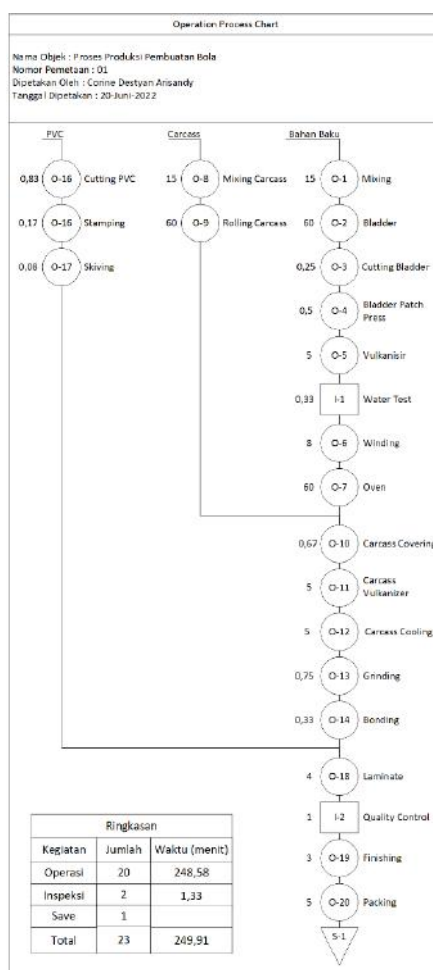 Operation Process Chart
Nama Objek : Proses Produksi Pembuatan Bola
Nomor Pemetaan : 01
Dipetakan Oleh : Corine Destyan Arisandy
Tanggal Dipetakan : 20-Juni-2022
PVC Carcass Bahan Baku
0,83 O-16 Cutting PVC 15 O-8 Mixing Carcass 15 O-1 Mixing
0,17 O-16 Stamping 60 O-9 Rolling Carcass 60 O-2 Bladder
0,08 O-17 Skiving 0,25 O-3 Cutting Bladder
0,5 O-4 Bladder Patch
Press
5 O-5 Vulkanisir
0,33 I-1 Water Test
8 O-6 Winding
60 O-7 Oven
0,67 O-10 Carcass Covering
5 O-11 Carcass
Vulkanizer
5 O-12 Carcass Cooling
0,75 O-13 Grinding
0,33 O-14 Bonding
4 O-18 Laminate
1 I-2 Quality Control
3 O-19 Finishing
5 O-20 Packing
S-1
Ringkasan
Kegiatan Jumlah Waktu (menit)
Operasi 20 248,58
Inspeksi 2 1,33
Save 1
Total 23 249,91